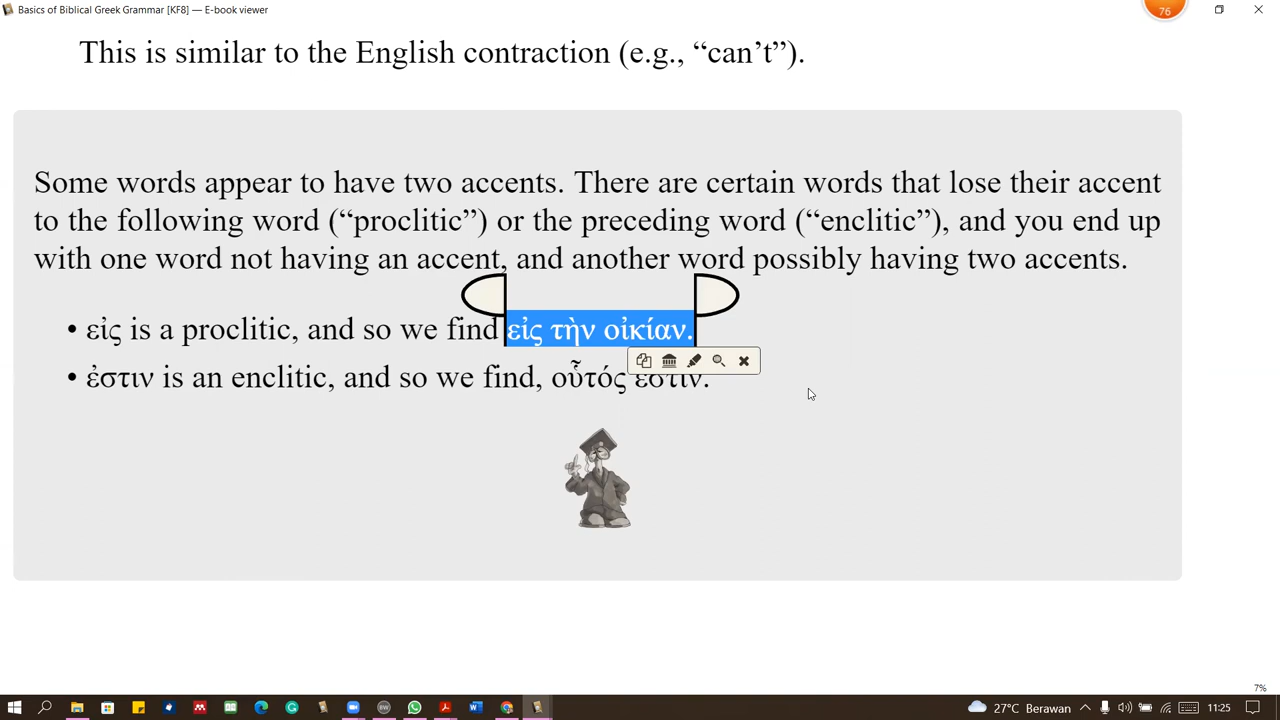 Basics of Biblical Greek Grammar [KF8] — E-book viewer
76
This is similar to the English contraction (e.g., “can’t”).
Some words appear to have two accents. There are certain words that lose their accent
to the following word (“proclitic”) or the preceding word (“enclitic”), and you end up
with one word not having an accent, and another word possibly having two accents.
• εἰς is a proclitic, and so we find εἰς τὴν οἰκίαν.
• ἐστιν is an enclitic, and so we find, οὗτός ἐστιν.
7%
27°C Berawan
11:25